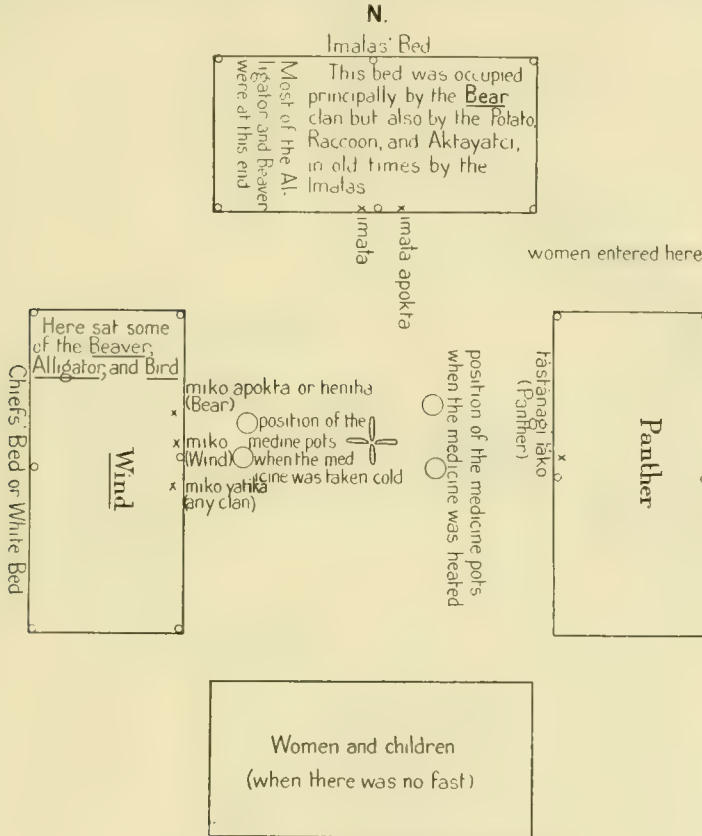 N.
Imalas' Bed
Most of the Al-
ligator and Beaver
were at this end
This bed was occupied
principally by the Bear
clan but also by the Potato,
Raccoon, and Aktayatci,
in old times by the
Imalas
imala
imala apokta
women entered here
Chiefs' Bed or White Bed
Here sat some
of the Beaver,
Alligator, and Bird
Wind
miko apokta or heniha
(Bear)
miko
(Wind)
miko yatika
(any clan)
position of the
medine pots
when the med
icine was taken cold
position of the medicine pots
when the medicine was heated
tàstànàgi łàko
(Panther)
Panther
Women and children
(when there was no fast)